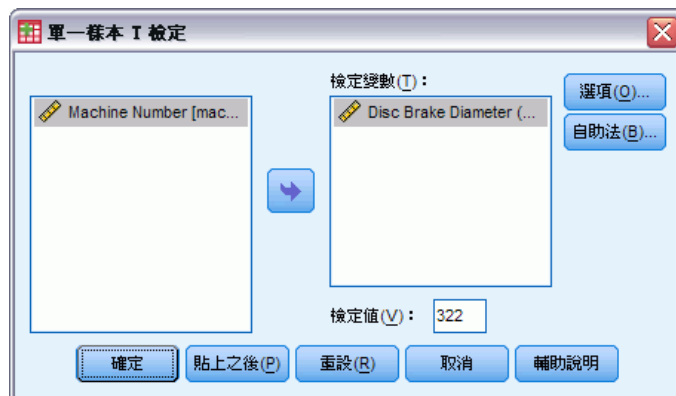 單一樣本 T 檢定
檢定變數(T)：
Machine Number [mac...
Disc Brake Diameter (...
選項(O)...
自助法(B)...
檢定值(V)： 322
確定 貼上之後(P) 重設(R) 取消 輔助說明